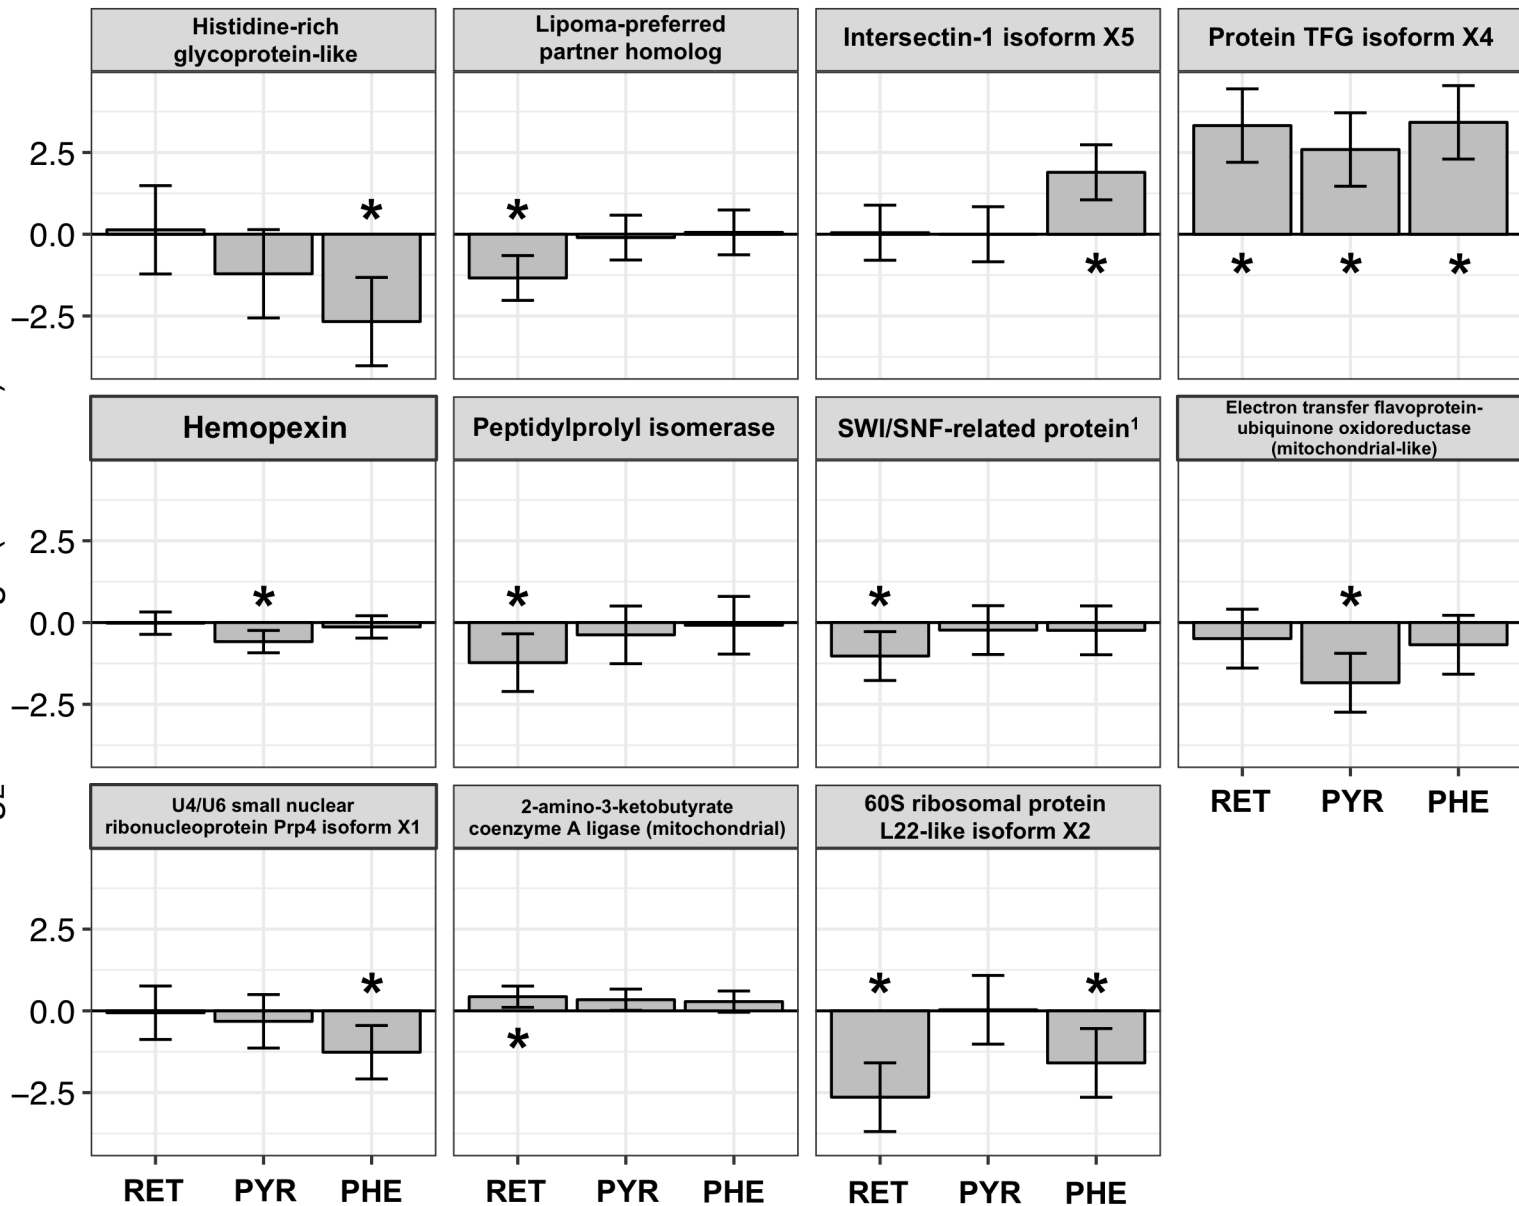 Histidine-rich
glycoprotein-like
Lipoma-preferred
partner homolog
Intersectin-1 isoform X5
Protein TFG isoform X4
2.5
0.0
−2.5
*
*
*
*
*
*
Hemopexin
Peptidylprolyl isomerase
SWI/SNF-related protein¹
Electron transfer flavoprotein-
ubiquinone oxidoreductase
(mitochondrial-like)
2.5
0.0
−2.5
*
*
*
*
RET PYR PHE
U4/U6 small nuclear
ribonucleoprotein Prp4 isoform X1
2-amino-3-ketobutyrate
coenzyme A ligase (mitochondrial)
60S ribosomal protein
L22-like isoform X2
2.5
0.0
−2.5
*
*
*
*
RET PYR PHE
RET PYR PHE
RET PYR PHE